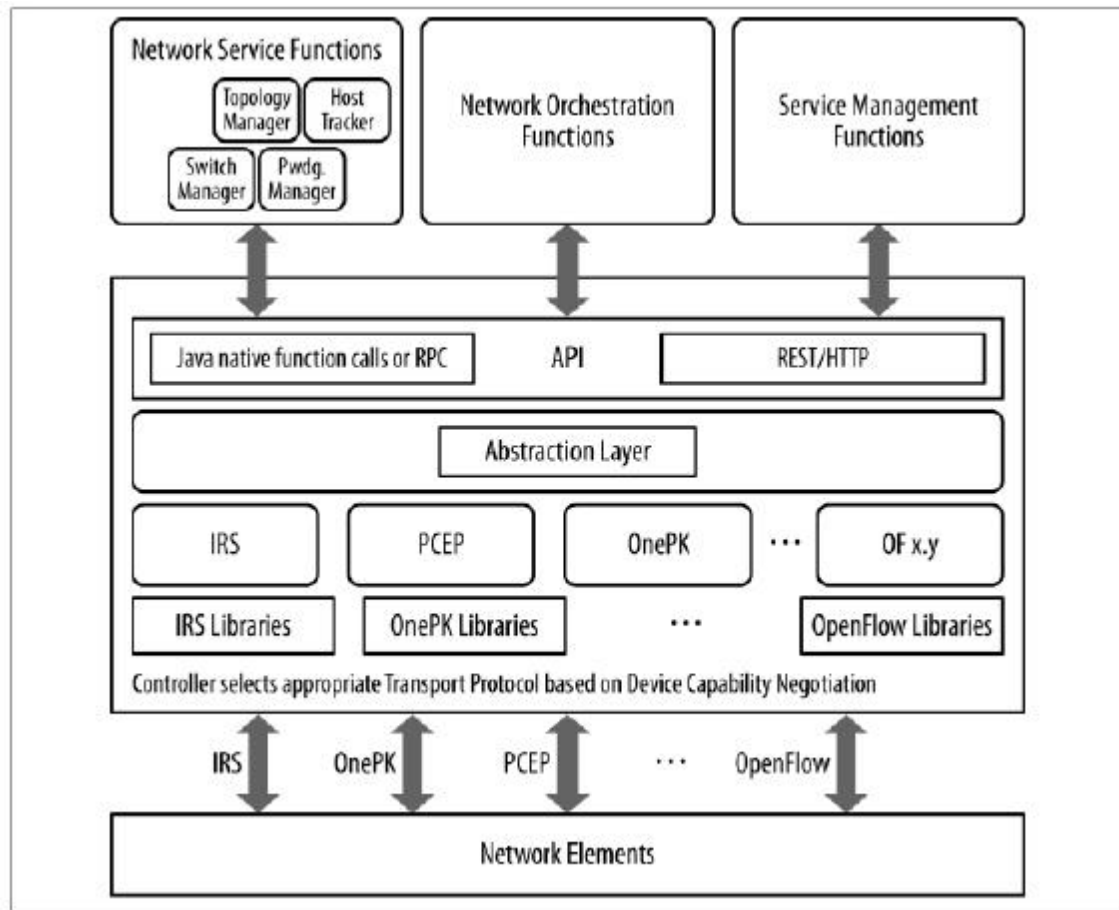 Network Service Functions
Topology
Manager
Host
Tracker
Switch
Manager
Pwdg.
Manager
Network Orchestration
Functions
Service Management
Functions
Java native function calls or RPC
API
REST/HTTP
Abstraction Layer
IRS
PCEP
OnePK
...
OF x.y
IRS Libraries
OnePK Libraries
...
OpenFlow Libraries
Controller selects appropriate Transport Protocol based on Device Capability Negotiation
IRS
OnePK
PCEP
...
OpenFlow
Network Elements